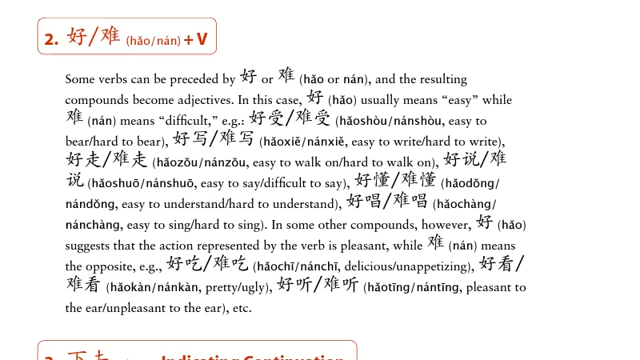 2. 好/难 (hǎo/nán) + V
Some verbs can be preceded by 好 or 难 (hǎo or nán), and the resulting
compounds become adjectives. In this case, 好 (hǎo) usually means “easy” while
难 (nán) means “difficult,” e.g.: 好受/难受 (hǎoshòu/nánshòu, easy to
bear/hard to bear), 好写/难写 (hǎoxiě/nánxiě, easy to write/hard to write),
好走/难走 (hǎozǒu/nánzǒu, easy to walk on/hard to walk on), 好说/难
说 (hǎoshuō/nánshuō, easy to say/difficult to say), 好懂/难懂 (hǎodǒng/
nándǒng, easy to understand/hard to understand), 好唱/难唱 (hǎochàng/
nánchàng, easy to sing/hard to sing). In some other compounds, however, 好 (hǎo)
suggests that the action represented by the verb is pleasant, while 难 (nán) means
the opposite, e.g., 好吃/难吃 (hǎochī/nánchī, delicious/unappetizing), 好看/
难看 (hǎokàn/nánkàn, pretty/ugly), 好听/难听 (hǎotīng/nántīng, pleasant to
the ear/unpleasant to the ear), etc.
Indicating Continuation